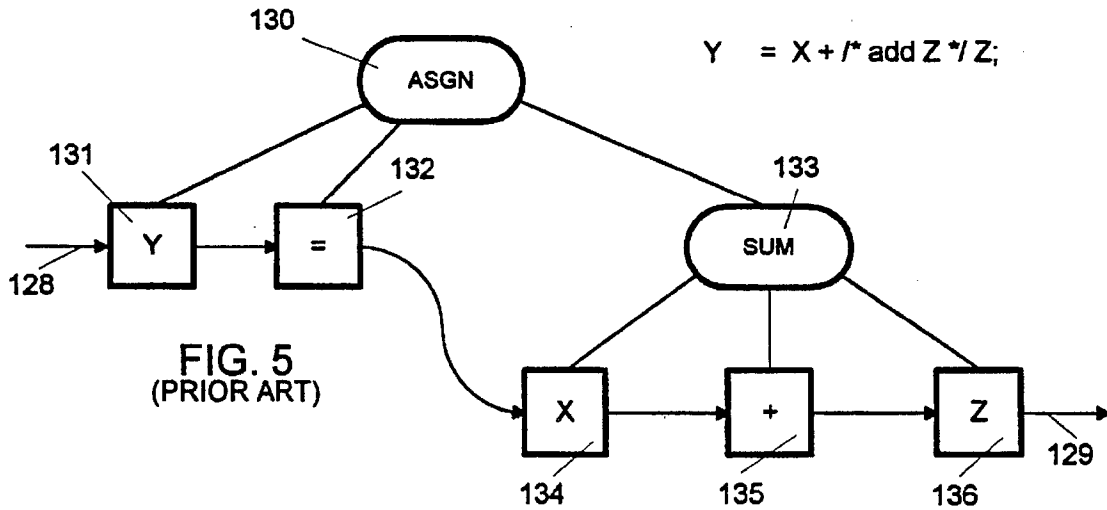 130
ASGN
Y = X + /* add Z */ Z;
131
132
133
Y
=
SUM
128
FIG. 5
(PRIOR ART)
X
+
Z
129
134
135
136